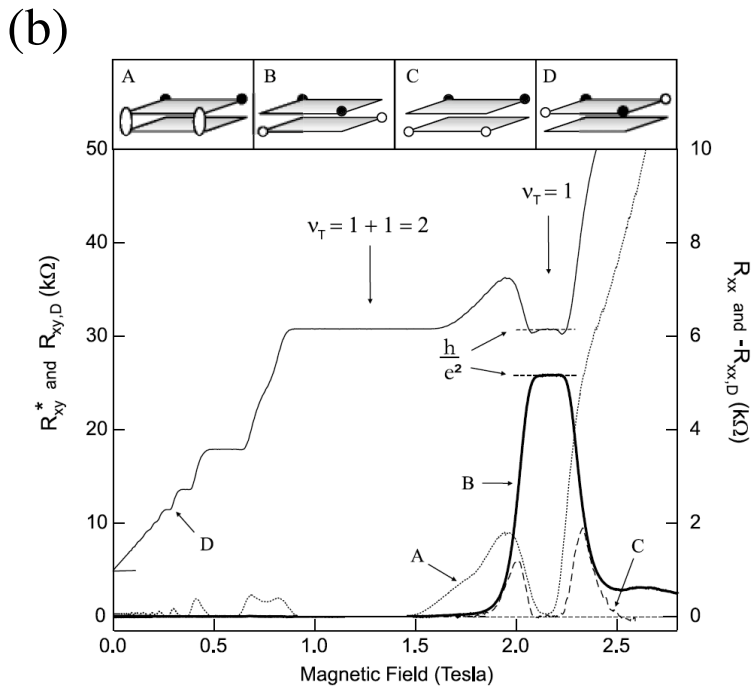 (b)
A B C D
50 10
40 8
30 6
20 4
10 2
0 0
0.0 0.5 1.0 1.5 2.0 2.5
Magnetic Field (Tesla)
R*xy and Rxy,D (kΩ)
Rxx and -Rxx,D (kΩ)
νT = 1 + 1 = 2
νT = 1
h
e²
A
B
C
D